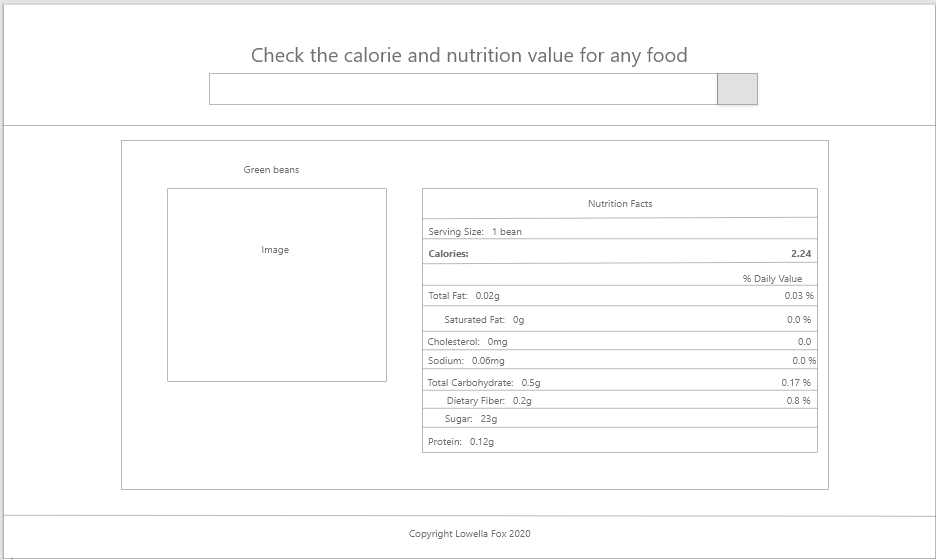 Check the calorie and nutrition value for any food
Green beans
Image
Nutrition Facts
Serving Size: 1 bean
Calories: 2.24
% Daily Value
Total Fat: 0.02g 0.03 %
Saturated Fat: 0g 0.0 %
Cholesterol: 0mg 0.0
Sodium: 0.06mg 0.0 %
Total Carbohydrate: 0.5g 0.17 %
Dietary Fiber: 0.2g 0.8 %
Sugar: 23g
Protein: 0.12g
Copyright Lowella Fox 2020